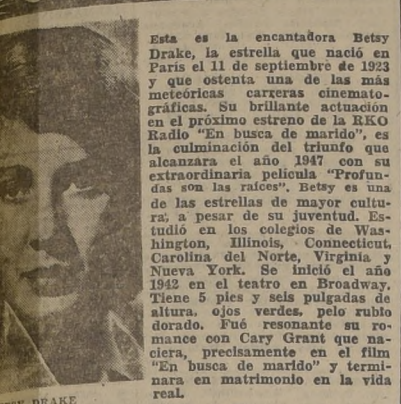 Esta es la encantadora Betsy
Drake, la estrella que nació en
París el 11 de septiembre de 1923
y que ostenta una de las más
meteóricas carreras cinemato-
gráficas. Su brillante actuación
en el próximo estreno de la RKO
Radio "En busca de marido", es
la culminación del triunfo que
alcanzara el año 1947 con su
extraordinaria película "Profun-
das son las raíces". Betsy es una
de las estrellas de mayor cultu-
ra, a pesar de su juventud. Es-
tudió en los colegios de Was-
hington, Illinois, Connecticut,
Carolina del Norte, Virginia y
Nueva York. Se inició el año
1942 en el teatro en Broadway.
Tiene 5 pies y seis pulgadas de
altura, ojos verdes, pelo rubio
dorado. Fué resonante su ro-
mance con Cary Grant que na-
ciera, precisamente en el film
"En busca de marido" y termi-
nara en matrimonio en la vida
real.
DRAKE